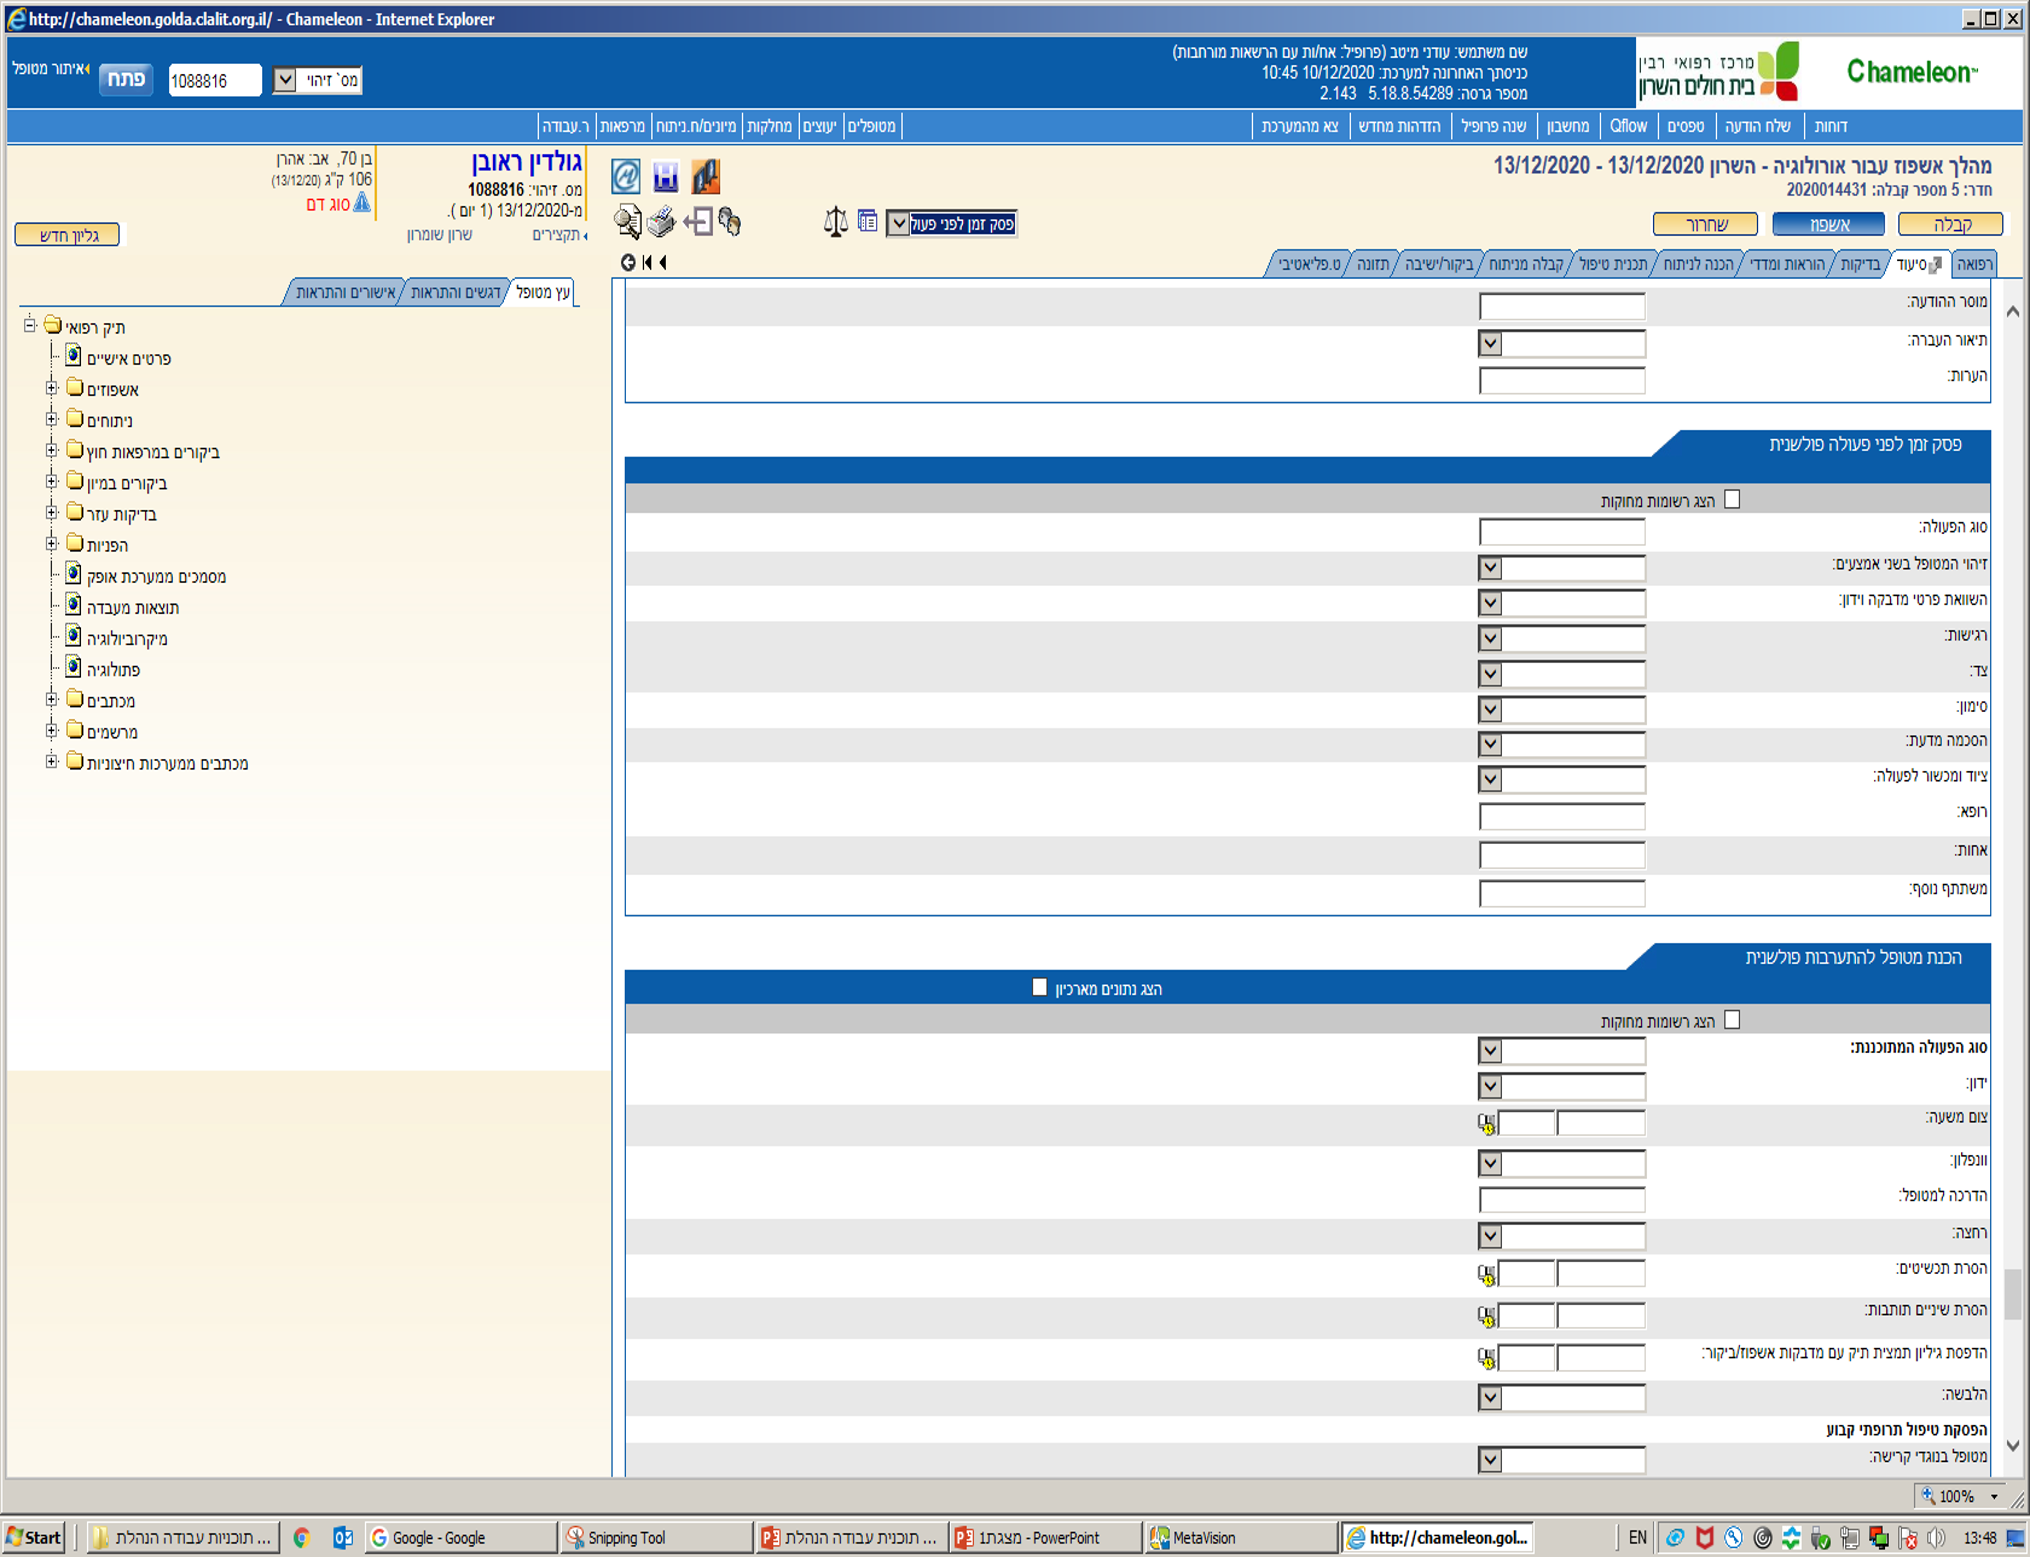 http://chameleon.golda.clalit.org.il/ - Chameleon - Internet Explorer
Chameleon™
מרכז רפואי רבין
בית חולים השרון
שם משתמש: עודני מיטב (פרופיל: אח/ות עם הרשאות מורחבות)
כניסתך האחרונה למערכת: 10/12/2020 10:45
מספר גרסה: 5.18.8.54289 2.143
מס` זיהוי
1088816
פתח
איתור מטופל
דוחות
שלח הודעה
טפסים
Qflow
מחשבון
שנה פרופיל
הזדהות מחדש
צא מהמערכת
מטופלים
יעוצים
מחלקות
מיונים/ח.ניתוח
מרפאות
ר.עבודה
מהלך אשפוז עבור אורולוגיה - השרון 13/12/2020 - 13/12/2020
חדר: 5 מספר קבלה: 2020014431
קבלה
אשפוז
שחרור
פסק זמן לפני פעול
גולדין ראובן
מס. זיהוי: 1088816
מ-13/12/2020 (1 יום ).
תקצירים
שרון שומרון
בן 70, אב: אהרן
106 ק"ג (13/12/20)
סוג דם
גליון חדש
רפואה
סיעוד
בדיקות
הוראות ומדדי
הכנה לניתוח
תכנית טיפול
קבלה מניתוח
ביקור/ישיבה
תזונה
ט.פליאטיבי
עץ מטופל
דגשים והתראות
אישורים והתראות
תיק רפואי
פרטים אישיים
אשפוזים
ניתוחים
ביקורים במרפאות חוץ
ביקורים במיון
בדיקות עזר
הפניות
מסמכים ממערכת אופק
תוצאות מעבדה
מיקרוביולוגיה
פתולוגיה
מכתבים
מרשמים
מכתבים ממערכות חיצוניות
מוסר ההודעה:
תיאור העברה:
הערות:
פסק זמן לפני פעולה פולשנית
הצג רשומות מחוקות
סוג הפעולה:
זיהוי המטופל בשני אמצעים:
השוואת פרטי מדבקה וידון:
רגישות:
צד:
סימון:
הסכמה מדעת:
ציוד ומכשור לפעולה:
רופא:
אחות:
משתתף נוסף:
הכנת מטופל להתערבות פולשנית
הצג נתונים מארכיון
הצג רשומות מחוקות
סוג הפעולה המתוכננת:
ידון:
צום משעה:
וונפלון:
הדרכה למטופל:
רחצה:
הסרת תכשיטים:
הסרת שיניים תותבות:
הדפסת גיליון תמצית תיק עם מדבקות אשפוז/ביקור:
הלבשה:
הפסקת טיפול תרופתי קבוע
מטופל בנוגדי קרישה:
100%
Start
תוכניות עבודה הנהלת ...
Google - Google
Snipping Tool
תוכנית עבודה הנהלת ...
מצגת1 - PowerPoint
MetaVision
http://chameleon.gol...
EN
13:48